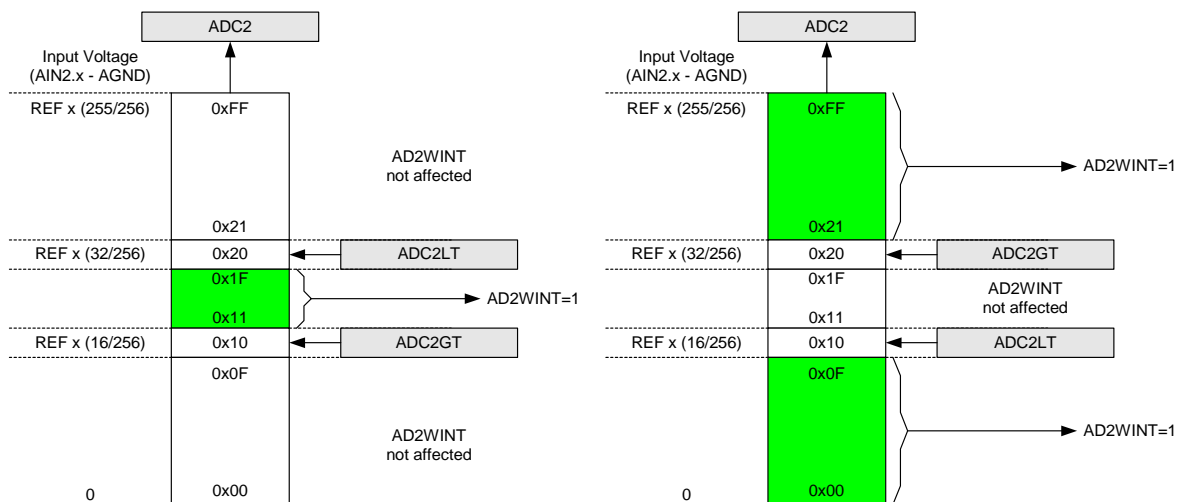 ADC2
Input Voltage
(AIN2.x - AGND)
REF x (255/256)
0xFF
AD2WINT
not affected
0x21
REF x (32/256)
0x20
ADC2LT
0x1F
AD2WINT=1
0x11
REF x (16/256)
0x10
ADC2GT
0x0F
AD2WINT
not affected
0
0x00
ADC2
Input Voltage
(AIN2.x - AGND)
REF x (255/256)
0xFF
AD2WINT=1
0x21
REF x (32/256)
0x20
ADC2GT
0x1F
AD2WINT
not affected
0x11
REF x (16/256)
0x10
ADC2LT
0x0F
AD2WINT=1
0
0x00